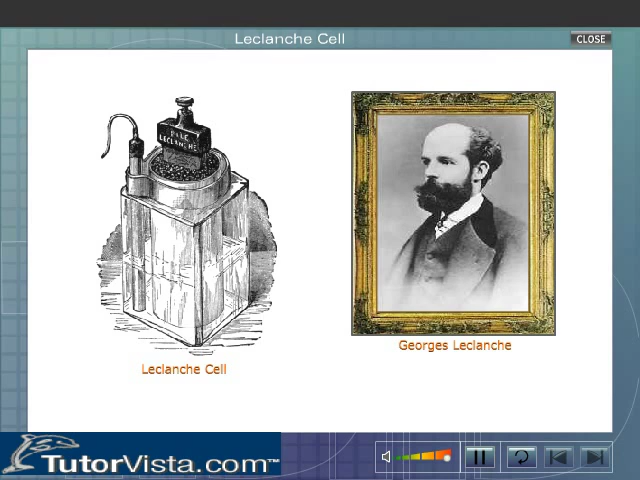 Leclanche Cell
CLOSE
PILE
LECLANCHE
Georges Leclanche
Leclanche Cell
TutorVista.com™